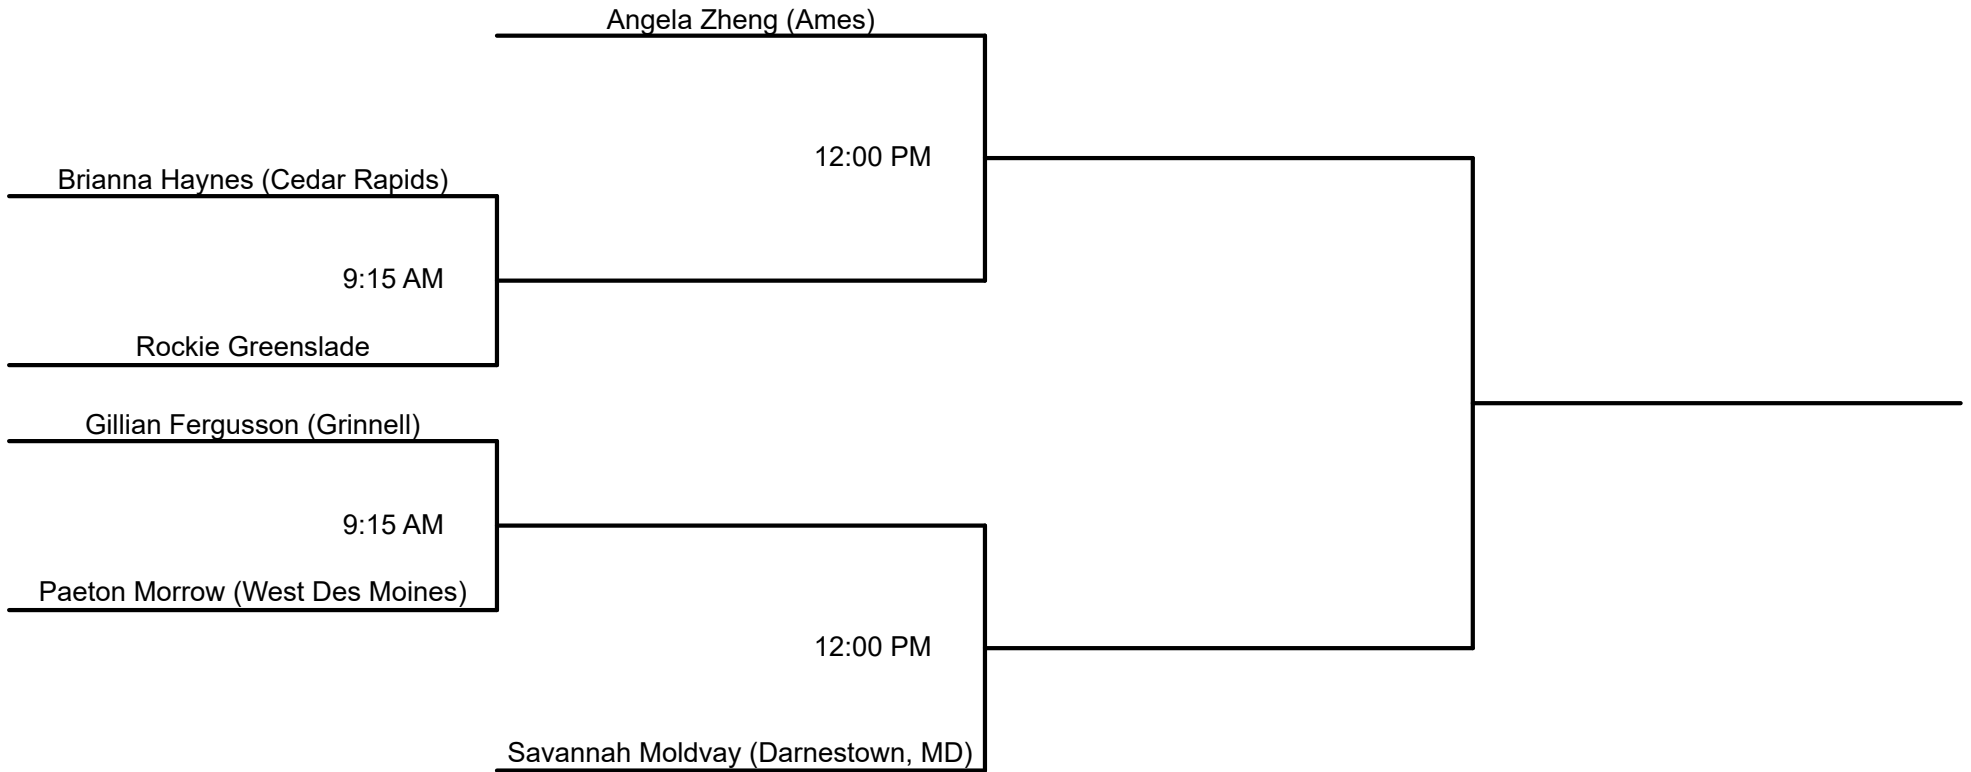 Angela Zheng (Ames)
12:00 PM
Brianna Haynes (Cedar Rapids)
9:15 AM
Rockie Greenslade
Gillian Fergusson (Grinnell)
9:15 AM
Paeton Morrow (West Des Moines)
12:00 PM
Savannah Moldvay (Darnestown, MD)